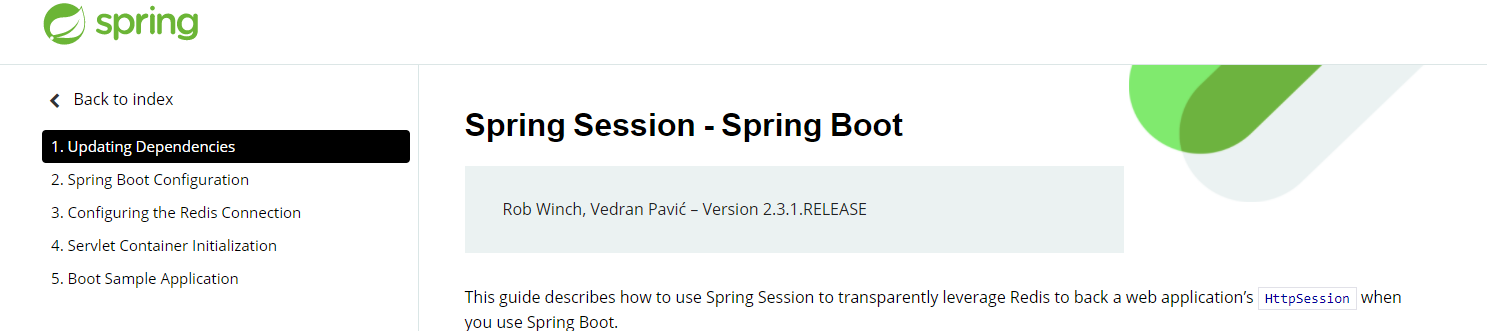 spring
Back to index
1. Updating Dependencies
2. Spring Boot Configuration
3. Configuring the Redis Connection
4. Servlet Container Initialization
5. Boot Sample Application
Spring Session - Spring Boot
Rob Winch, Vedran Pavić – Version 2.3.1.RELEASE
This guide describes how to use Spring Session to transparently leverage Redis to back a web application’s HttpSession when
you use Spring Boot.